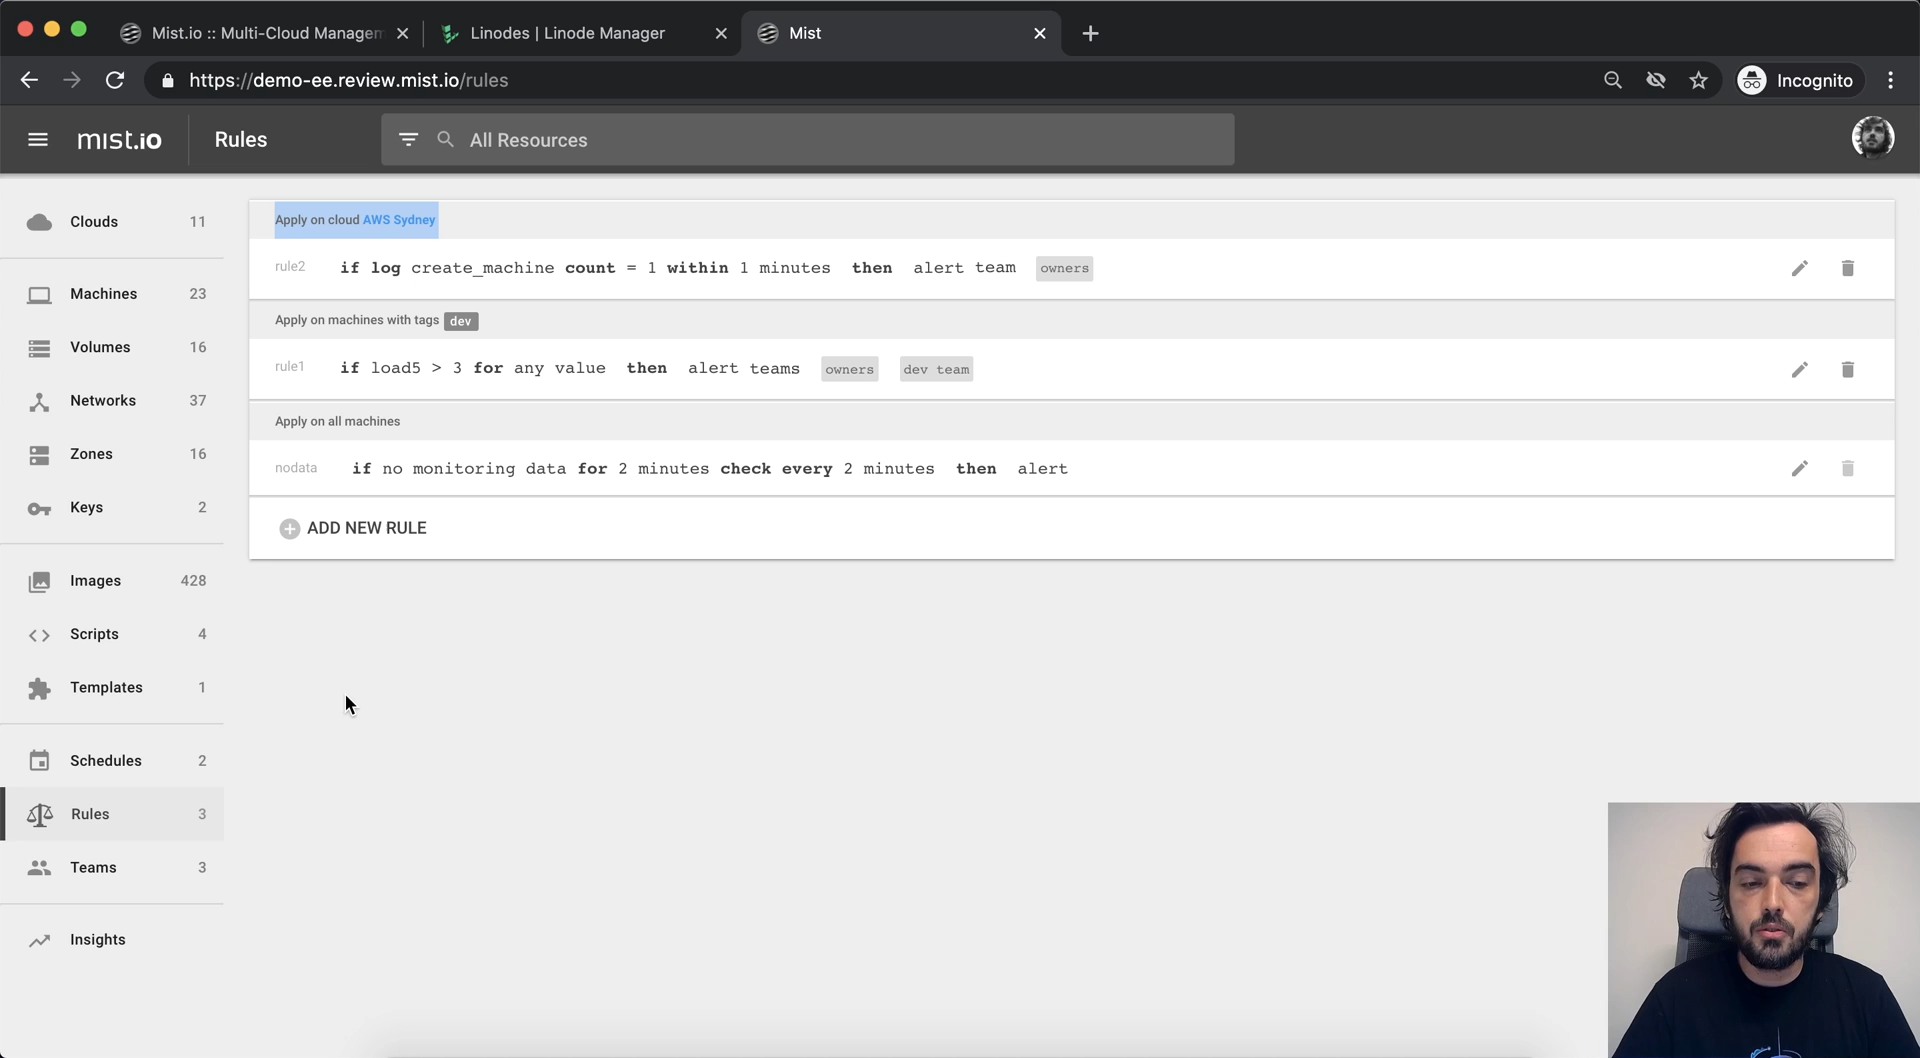 Mist.io :: Multi-Cloud Managem
Linodes | Linode Manager
Mist
https://demo-ee.review.mist.io/rules
Incognito
mist.io
Rules
All Resources
Clouds 11
Machines 23
Volumes 16
Networks 37
Zones 16
Keys 2
Images 428
Scripts 4
Templates 1
Schedules 2
Rules 3
Teams 3
Insights
Apply on cloud AWS Sydney
rule2 if log create_machine count = 1 within 1 minutes then alert team owners
Apply on machines with tags dev
rule1 if load5 > 3 for any value then alert teams owners dev team
Apply on all machines
nodata if no monitoring data for 2 minutes check every 2 minutes then alert
ADD NEW RULE